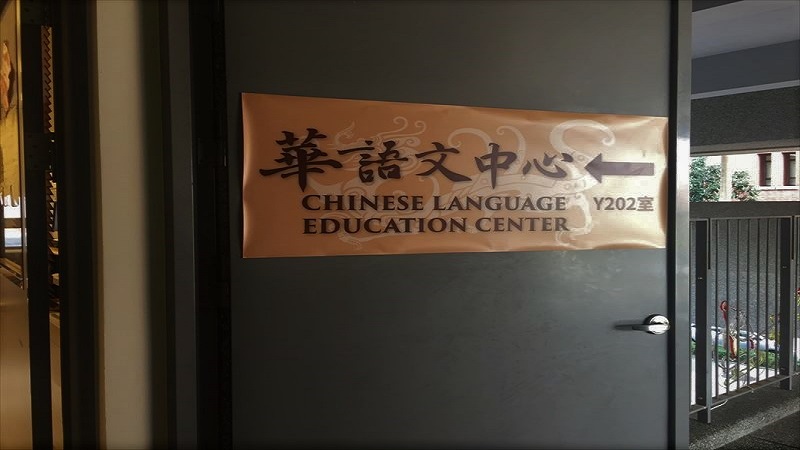 華語文中心
CHINESE LANGUAGE
EDUCATION CENTER
Y202室